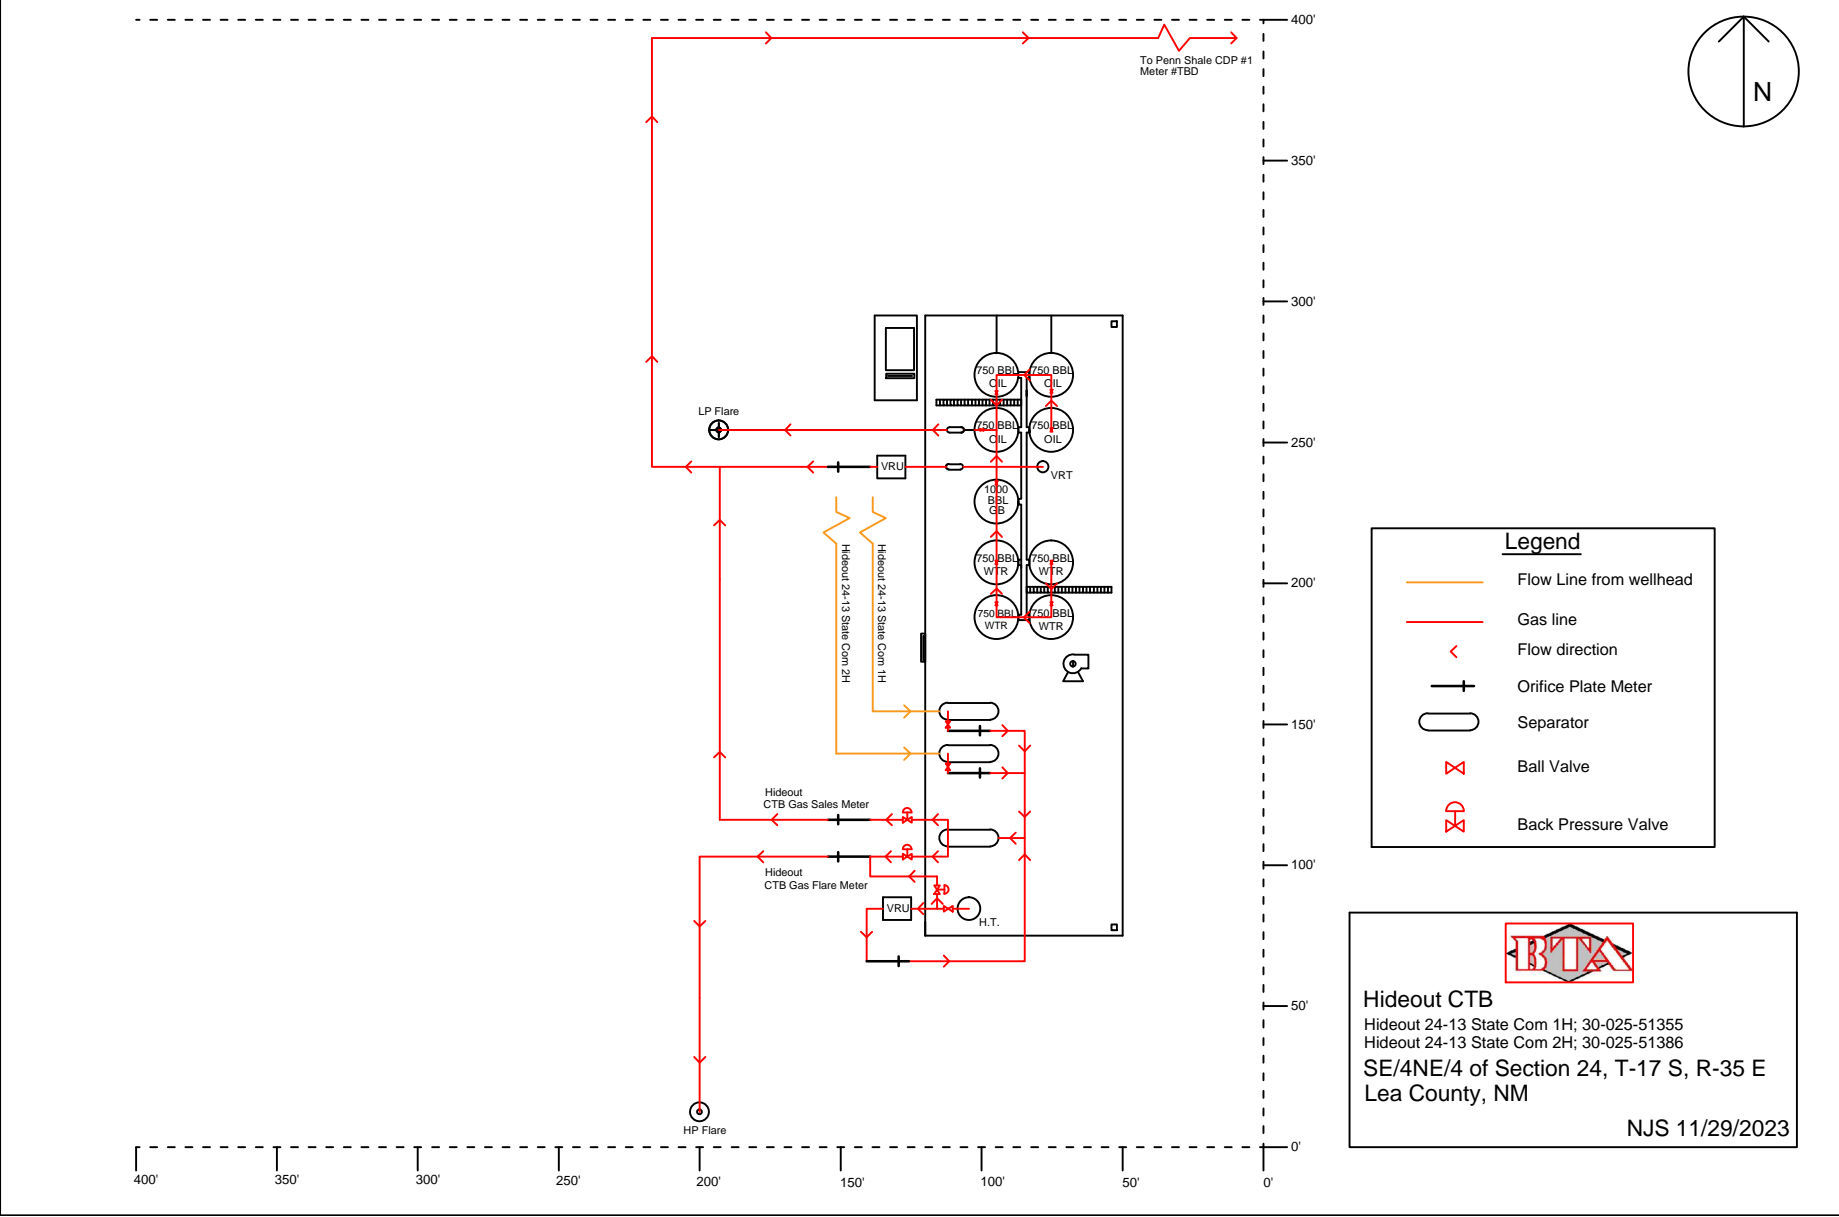 400'
To Penn Shale CDP #1
Meter #TBD
N
350'
300'
750 BBL
OIL
750 BBL
OIL
LP Flare
750 BBL
OIL
750 BBL
OIL
250'
VRU
VRT
1000
BBL
GB
Hideout 24-13 State Com 2H
Hideout 24-13 State Com 1H
750 BBL
WTR
750 BBL
WTR
200'
750 BBL
WTR
750 BBL
WTR
Legend
Flow Line from wellhead
Gas line
Flow direction
Orifice Plate Meter
Separator
Ball Valve
Back Pressure Valve
150'
Hideout
CTB Gas Sales Meter
100'
Hideout
CTB Gas Flare Meter
VRU
H.T.
BTA
Hideout CTB
Hideout 24-13 State Com 1H; 30-025-51355
Hideout 24-13 State Com 2H; 30-025-51386
SE/4NE/4 of Section 24, T-17 S, R-35 E
Lea County, NM
NJS 11/29/2023
50'
HP Flare
0'
400'
350'
300'
250'
200'
150'
100'
50'
0'